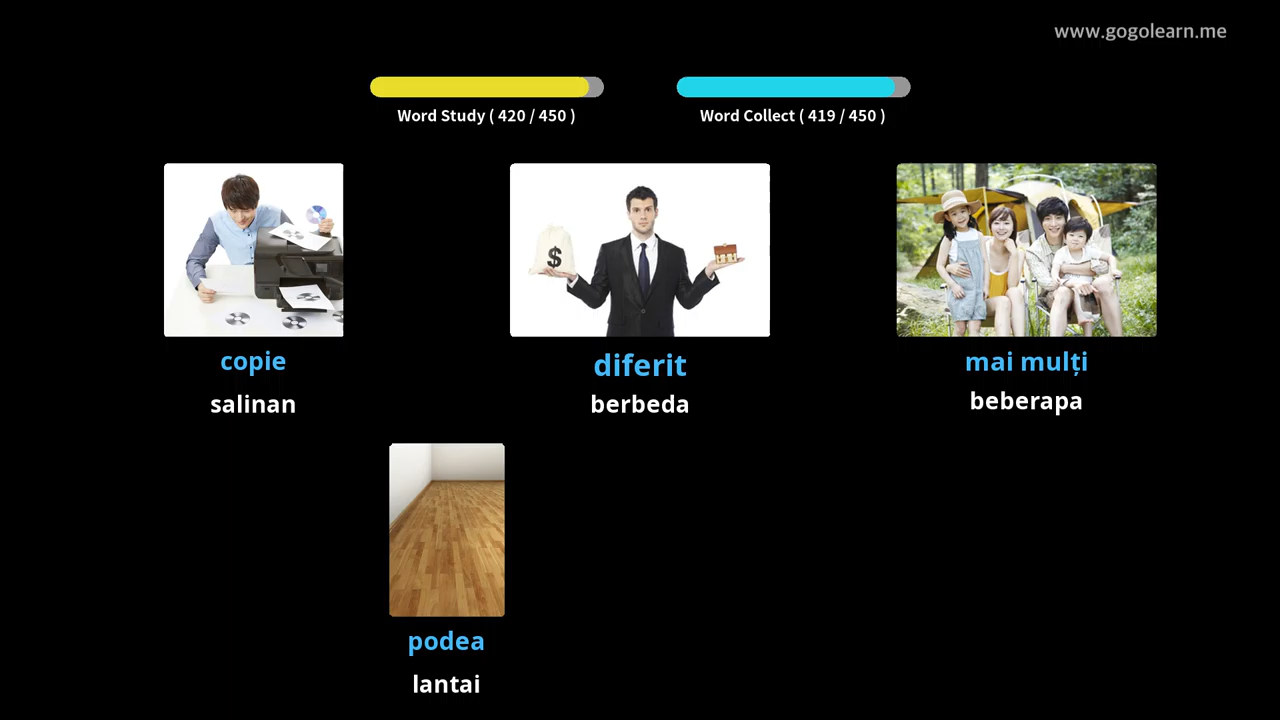 www.gogolearn.me
Word Study ( 420 / 450 )
Word Collect ( 419 / 450 )
$
copie
diferit
mai mulți
salinan
berbeda
beberapa
podea
lantai